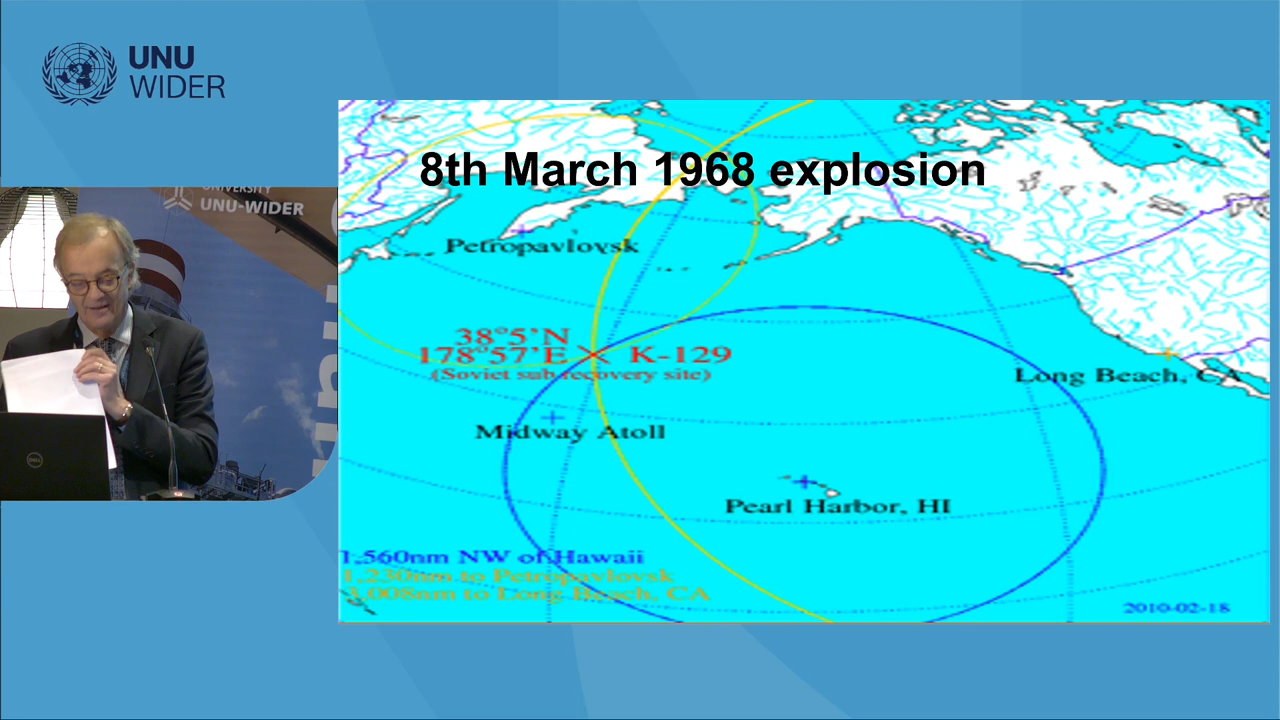 UNU
WIDER
UNIVERSITY
UNU-WIDER
8th March 1968 explosion
Petropavlovsk
38°5'N
178°57'E
K-129
(Soviet sub recovery site)
Long Beach, CA
Midway Atoll
Pearl Harbor, HI
1,560nm NW of Hawaii
1,230nm to Petropavlovsk
3,008nm to Long Beach, CA
2010-02-18
DELL